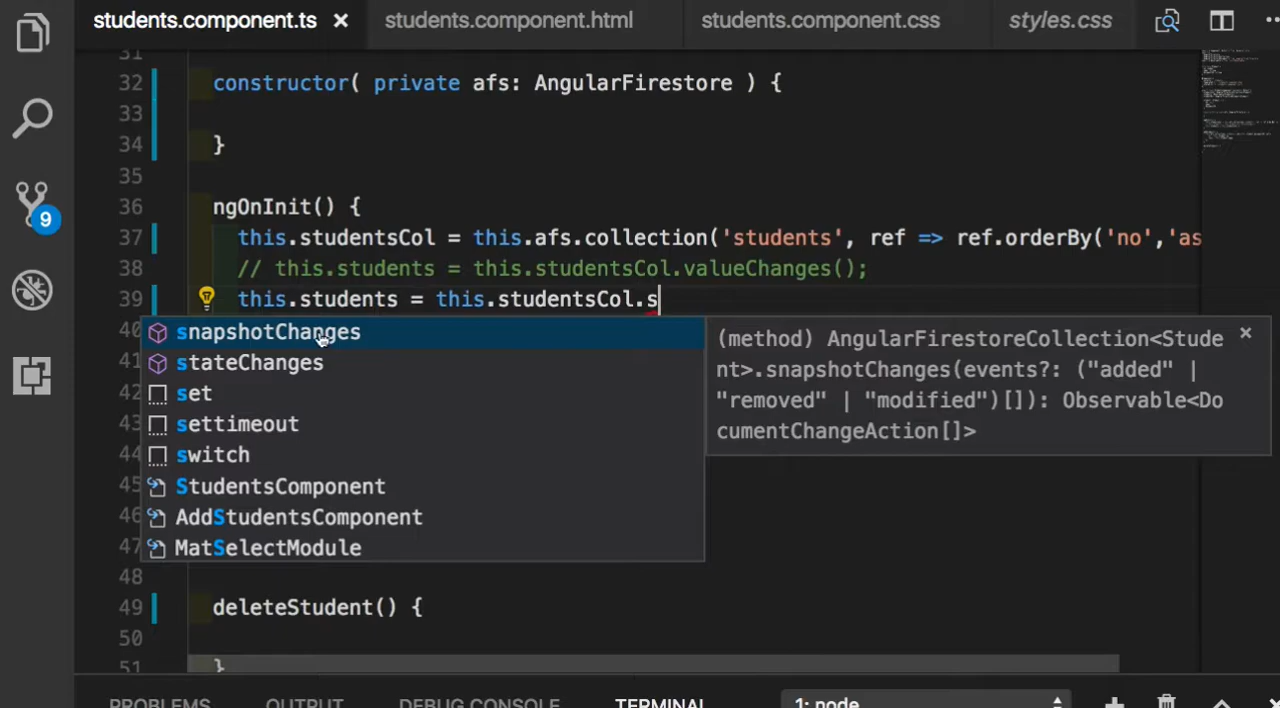 students.component.ts × students.component.html students.component.css styles.css
31
32 constructor( private afs: AngularFirestore ) {
33
34 }
35
36 ngOnInit() {
37 this.studentsCol = this.afs.collection('students', ref => ref.orderBy('no','as
38 // this.students = this.studentsCol.valueChanges();
39 this.students = this.studentsCol.s
40 snapshotChanges
41 stateChanges
42 set
43 settimeout
44 switch
45 StudentsComponent
46 AddStudentsComponent
47 MatSelectModule
(method) AngularFirestoreCollection<Stude
nt>.snapshotChanges(events?: ("added" |
"removed" | "modified")[]): Observable<Do
cumentChangeAction[]>
48
49 deleteStudent() {
50
51 }
9
PROBLEMS OUTPUT DEBUG CONSOLE TERMINAL 1: node